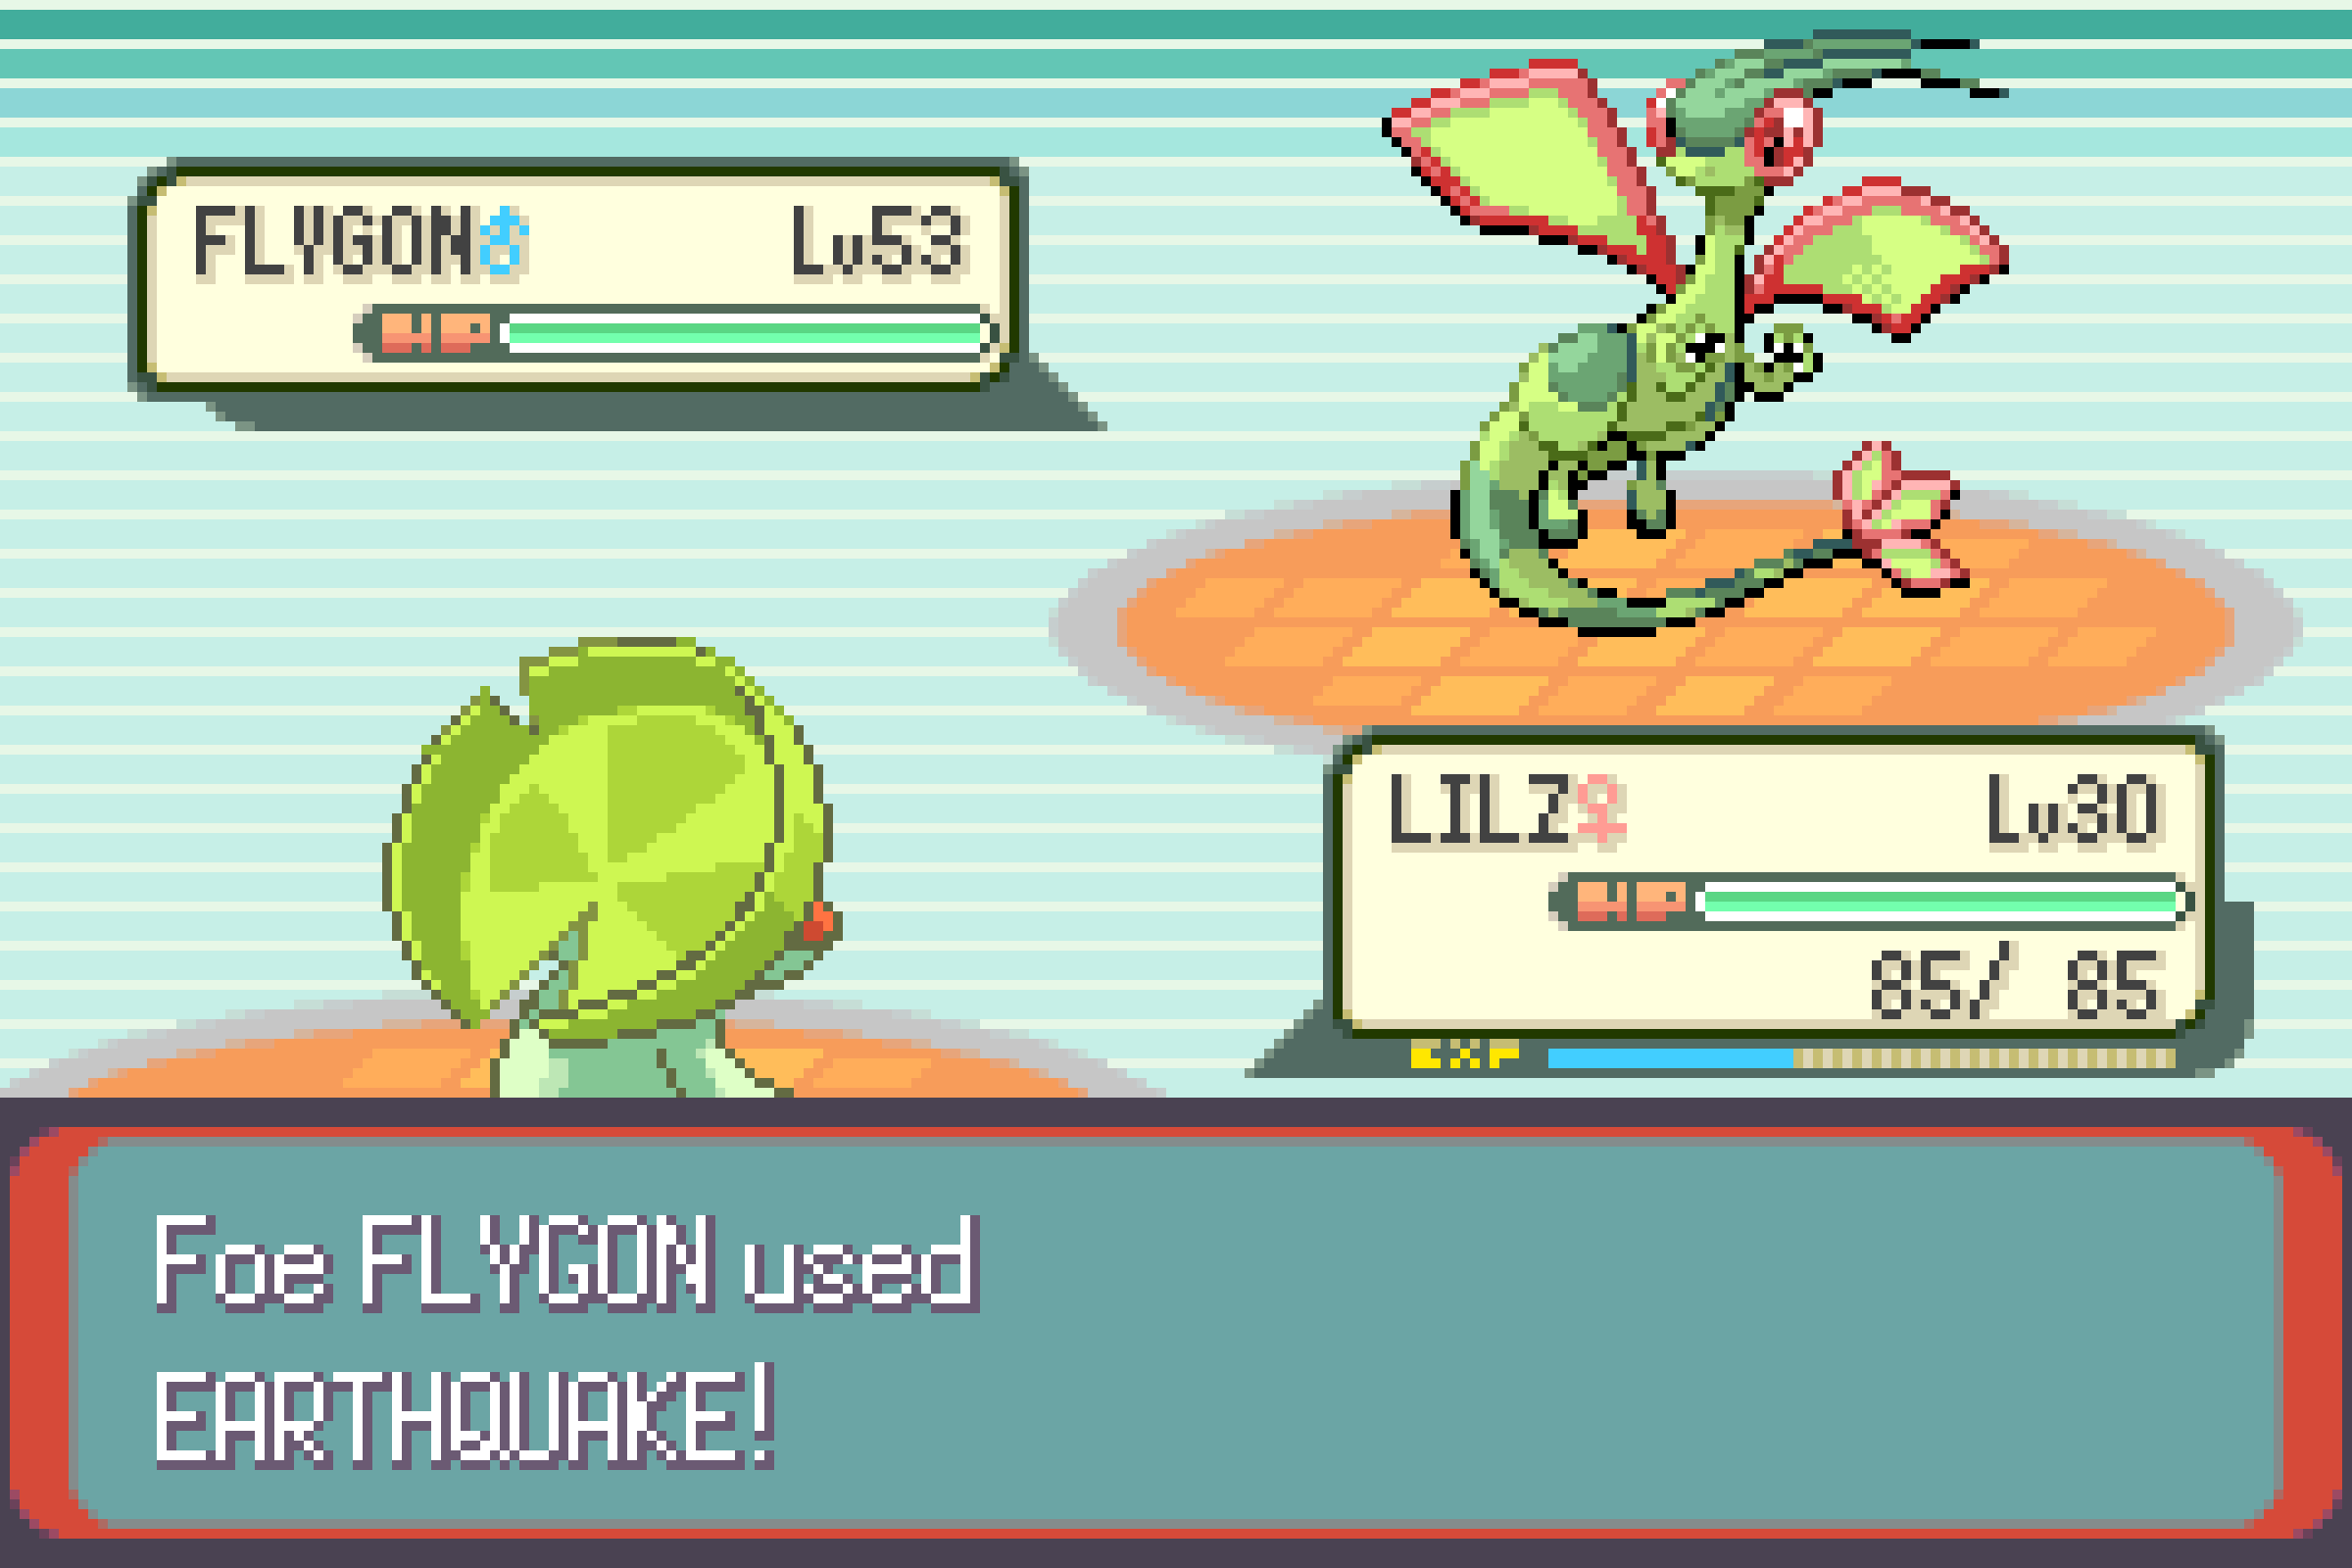 FLYGON♂ Lv53
HP
LILZ♀ Lv30
HP
85/ 85
EXP
Foe FLYGON used
EARTHQUAKE!